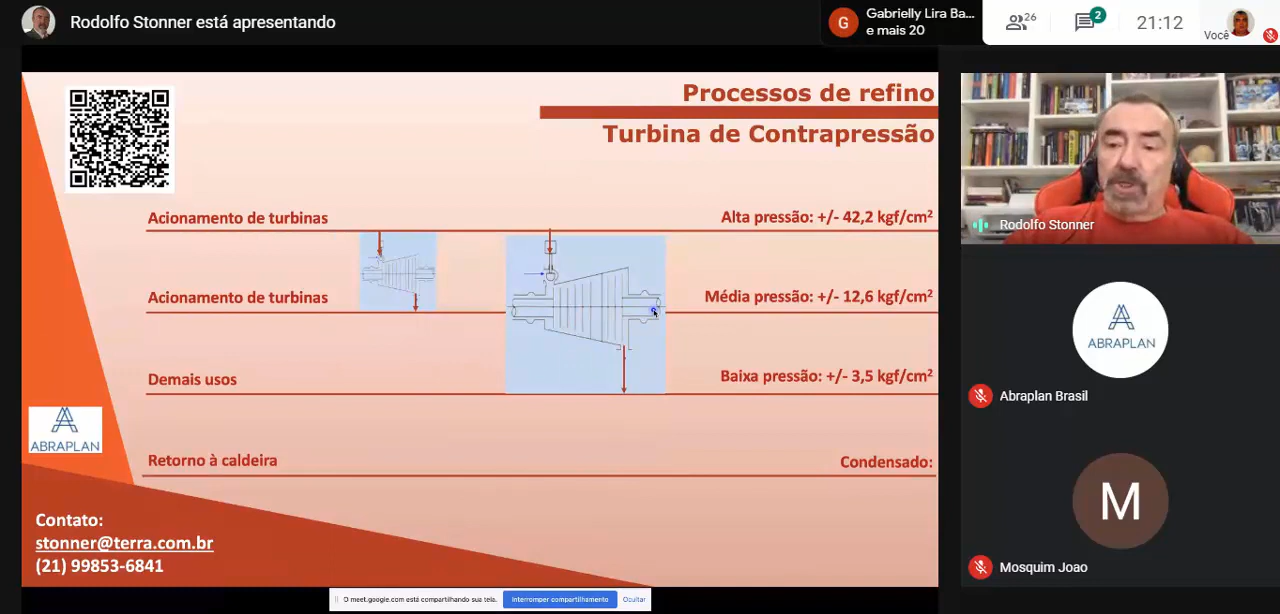 Rodolfo Stonner está apresentando
G
Gabrielly Lira Ba...
e mais 20
26
2
21:12
Você
Processos de refino
Turbina de Contrapressão
Acionamento de turbinas
Alta pressão: +/- 42,2 kgf/cm²
Acionamento de turbinas
Média pressão: +/- 12,6 kgf/cm²
Demais usos
Baixa pressão: +/- 3,5 kgf/cm²
ABRAPLAN
Retorno à caldeira
Condensado:
Contato:
stonner@terra.com.br
(21) 99853-6841
Rodolfo Stonner
ABRAPLAN
Abraplan Brasil
M
Mosquim Joao
O meet.google.com está compartilhando sua tela.
Interromper compartilhamento
Ocultar